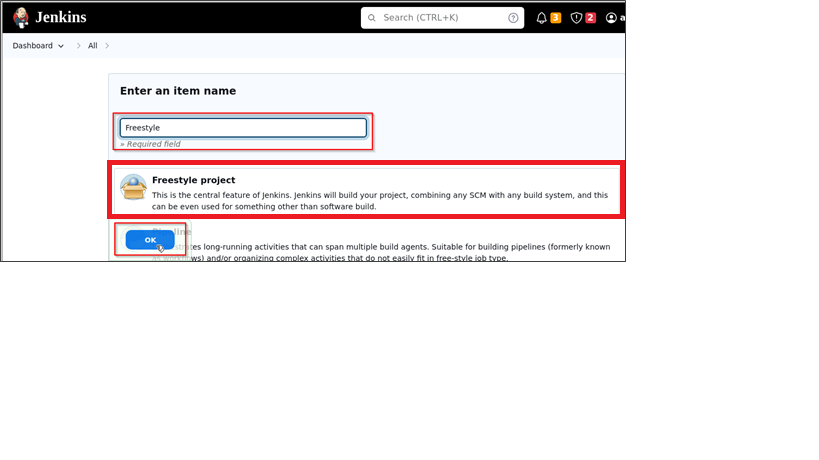 Jenkins
Search (CTRL+K)
3
2
a
Dashboard
All
Enter an item name
Freestyle
» Required field
Freestyle project
This is the central feature of Jenkins. Jenkins will build your project, combining any SCM with any build system, and this
can be even used for something other than software build.
OK
long-running activities that can span multiple build agents. Suitable for building pipelines (formerly known
and/or organizing complex activities that do not easily fit in free-style job type.